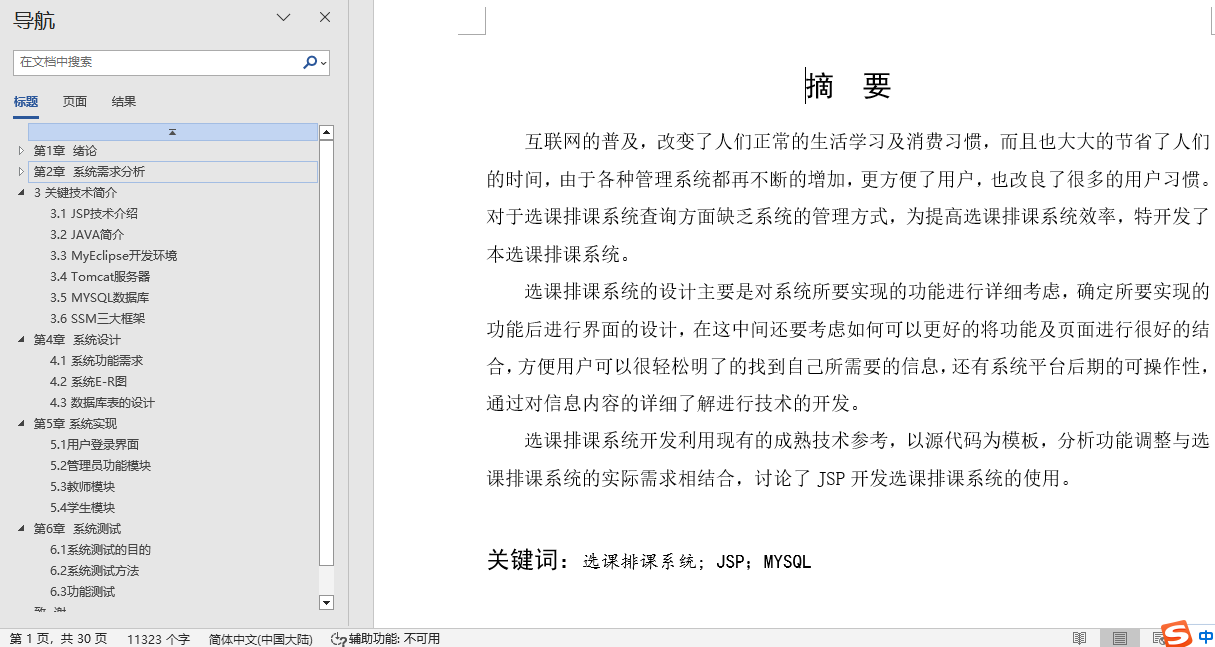 导航
在文档中搜索
标题 页面 结果
第1章 绪论
第2章 系统需求分析
3 关键技术简介
3.1 JSP技术介绍
3.2 JAVA简介
3.3 MyEclipse开发环境
3.4 Tomcat服务器
3.5 MYSQL数据库
3.6 SSM三大框架
第4章 系统设计
4.1 系统功能需求
4.2 系统E-R图
4.3 数据库表的设计
第5章 系统实现
5.1用户登录界面
5.2管理员功能模块
5.3教师模块
5.4学生模块
第6章 系统测试
6.1系统测试的目的
6.2系统测试方法
6.3功能测试
致 谢
摘 要
互联网的普及，改变了人们正常的生活学习及消费习惯，而且也大大的节省了人们
的时间，由于各种管理系统都再不断的增加，更方便了用户，也改良了很多的用户习惯。
对于选课排课系统查询方面缺乏系统的管理方式，为提高选课排课系统效率，特开发了
本选课排课系统。
选课排课系统的设计主要是对系统所要实现的功能进行详细考虑，确定所要实现的
功能后进行界面的设计，在这中间还要考虑如何可以更好的将功能及页面进行很好的结
合，方便用户可以很轻松明了的找到自己所需要的信息，还有系统平台后期的可操作性，
通过对信息内容的详细了解进行技术的开发。
选课排课系统开发利用现有的成熟技术参考，以源代码为模板，分析功能调整与选
课排课系统的实际需求相结合，讨论了 JSP 开发选课排课系统的使用。
关键词：选课排课系统；JSP；MYSQL
第 1 页，共 30 页 11323 个字 简体中文(中国大陆) 辅助功能: 不可用
S 中